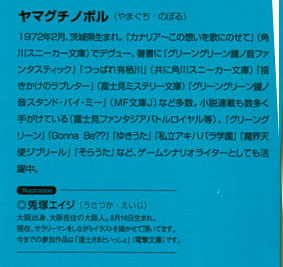 ヤマグチノボル（やまぐち・のぼる）
1972年2月、茨城県生まれ。『カナリア～この想いを歌にのせて』（角
川スニーカー文庫）でデヴュー。著書に『グリーングリーン鐘ノ音ファ
ンタスティック』『つっぱれ有栖川』（共に角川スニーカー文庫）『描
きかけのラブレター』（富士見ミステリー文庫）『グリーングリーン鐘ノ
音スタンド・バイ・ミー』（MF文庫J）など多数。小説連載も数多く
手がけている（富士見ファンタジアバトルロイヤル等）。『グリーング
リーン』『Gonna Be??』『ゆきうた』『私立アキハバラ学園』『魔界天
使ジブリール』『そらうた』など、ゲームシナリオライターとしても活
躍中。
Illustration
◎兎塚エイジ（うさつか・えいじ）
大阪出身、大阪在住の大阪人。8月16日生まれ。
現在、サラリーマンをしながらイラストを描かせて頂いてます。
今までの参加作品は「道士さまといっしょ」（電撃文庫）です。